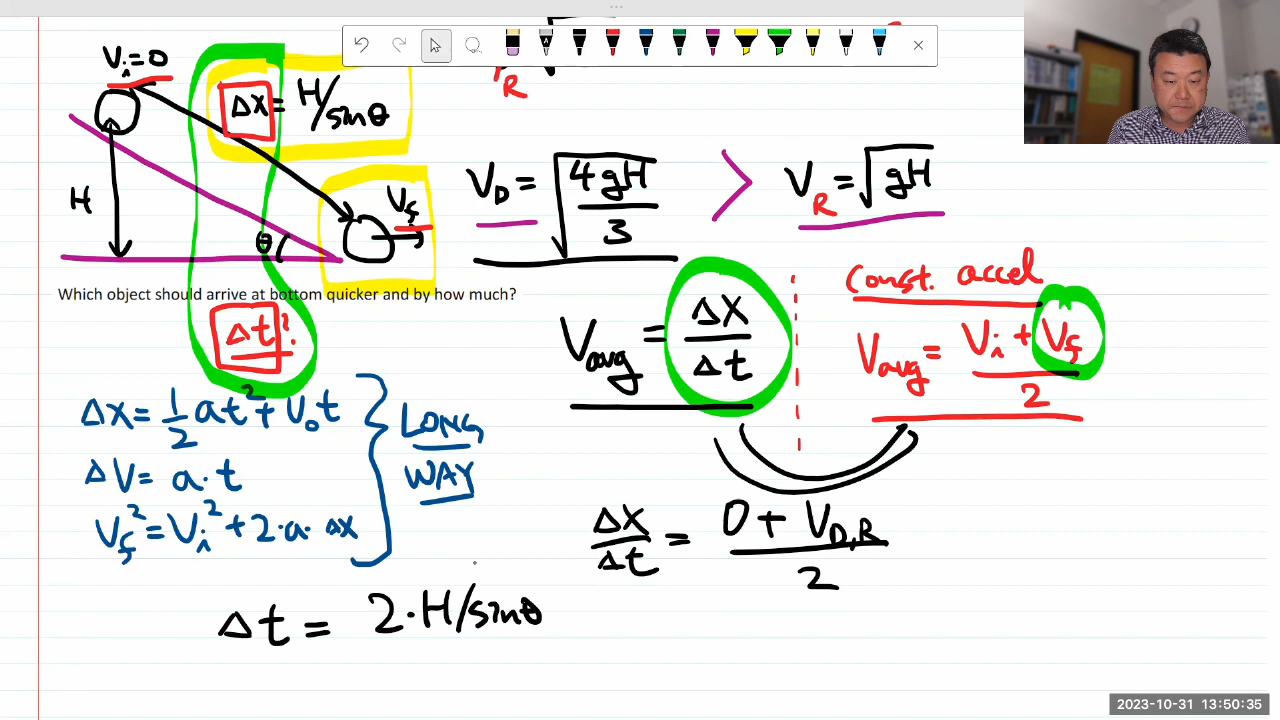 Vi=0
Δx = H/sinθ
R
H
θ
Vf
VD = √(4gH/3) > VR = √gH
Which object should arrive at bottom quicker and by how much?
Δt?
Vavg = Δx/Δt
const. accel
Vavg = (Vi + Vf)/2
Δx = 1/2 at² + V₀t
ΔV = a·t
Vf² = Vi² + 2·a·Δx
LONG
WAY
Δx/Δt = (0 + VD,R)/2
Δt = 2·H/sinθ
2023-10-31 13:50:35